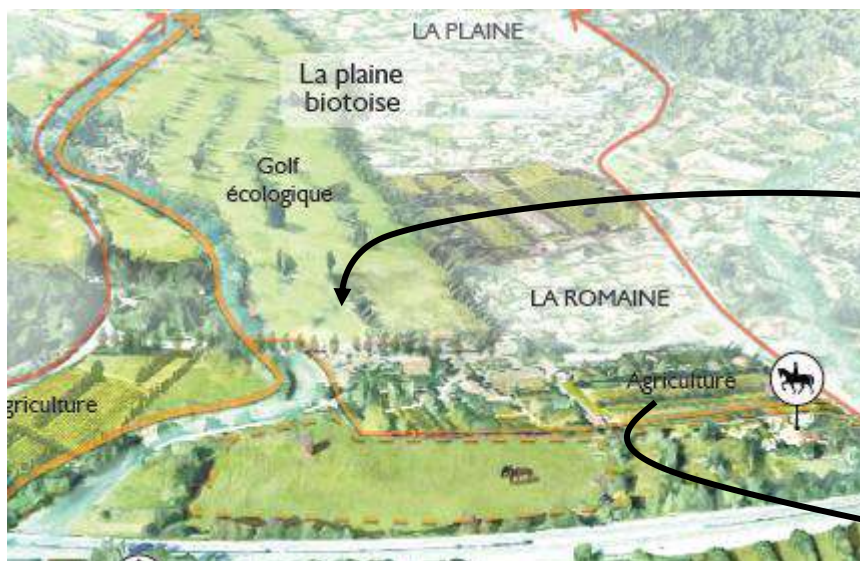 LA PLAINE
La plaine
biotoise
Golf
écologique
LA ROMAINE
Agriculture
griculture